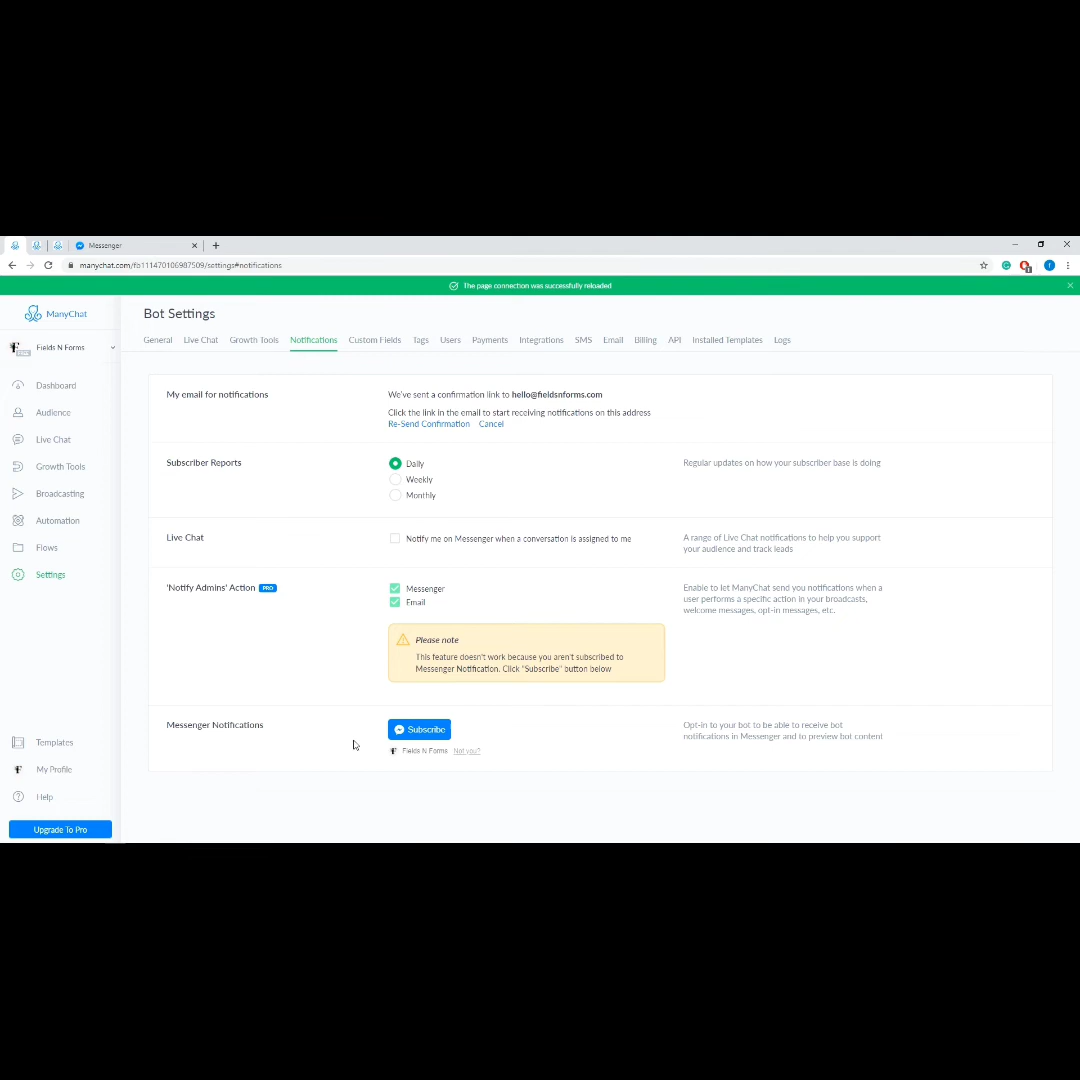 Messenger
manychat.com/fb111470106987509/settings#notifications
The page connection was successfully reloaded
ManyChat
Bot Settings
Fields N Forms
General Live Chat Growth Tools Notifications Custom Fields Tags Users Payments Integrations SMS Email Billing API Installed Templates Logs
Dashboard
Audience
Live Chat
Growth Tools
Broadcasting
Automation
Flows
Settings
Templates
My Profile
Help
Upgrade To Pro
My email for notifications
We've sent a confirmation link to hello@fieldsnforms.com
Click the link in the email to start receiving notifications on this address
Re-Send Confirmation Cancel
Subscriber Reports
Daily
Weekly
Monthly
Regular updates on how your subscriber base is doing
Live Chat
Notify me on Messenger when a conversation is assigned to me
A range of Live Chat notifications to help you support
your audience and track leads
'Notify Admins' Action PRO
Messenger
Email
Enable to let ManyChat send you notifications when a
user performs a specific action in your broadcasts,
welcome messages, opt-in messages, etc.
Please note
This feature doesn't work because you aren't subscribed to
Messenger Notification. Click "Subscribe" button below
Messenger Notifications
Subscribe
Fields N Forms Not you?
Opt-in to your bot to be able to receive bot
notifications in Messenger and to preview bot content